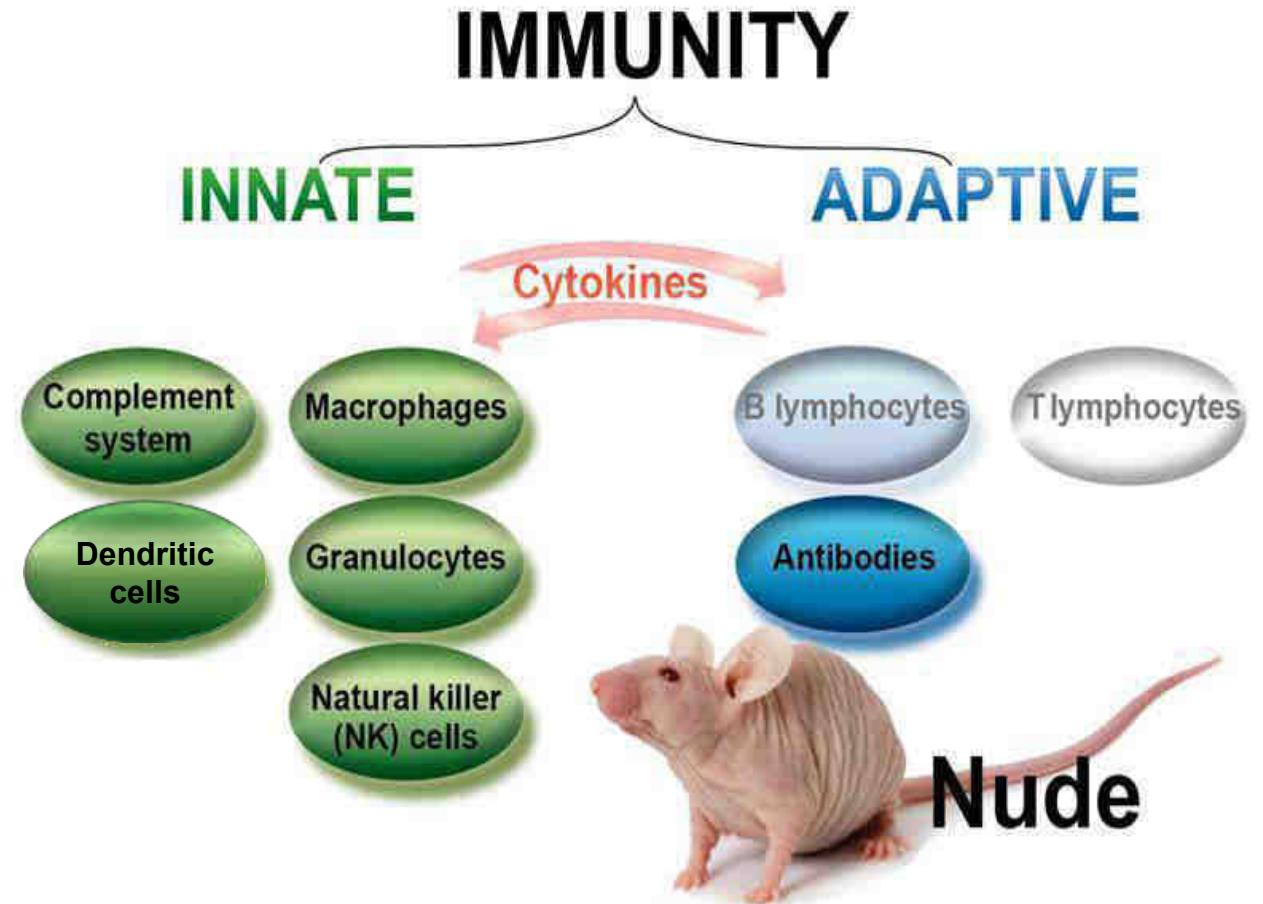 IMMUNITY
INNATE
ADAPTIVE
Cytokines
Complement
system
Macrophages
B lymphocytes
T lymphocytes
Dendritic
cells
Granulocytes
Antibodies
Natural killer
(NK) cells
Nude